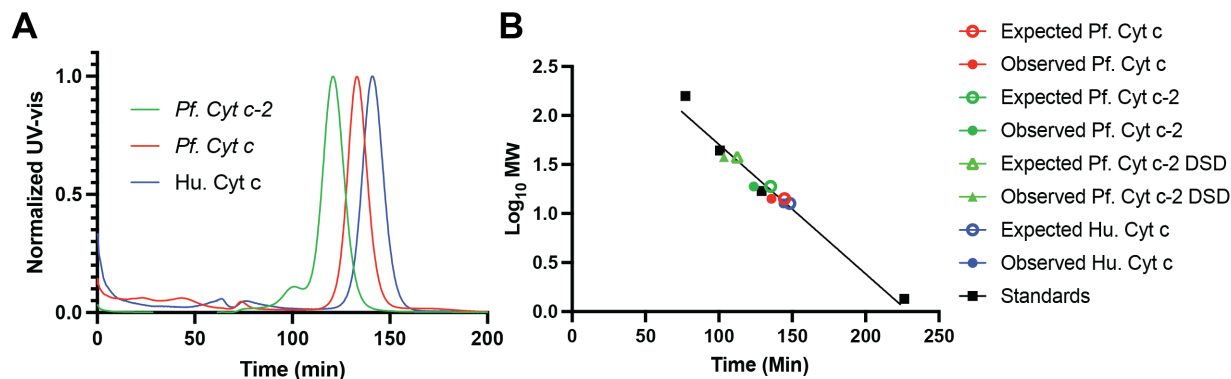 A
Normalized UV-vis
1.0
0.5
0.0
Pf. Cyt c-2
Pf. Cyt c
Hu. Cyt c
0
50
100
150
200
Time (min)
B
Log10 MW
2.5
2.0
1.5
1.0
0.5
0.0
0
50
100
150
200
250
Time (Min)
Expected Pf. Cyt c
Observed Pf. Cyt c
Expected Pf. Cyt c-2
Observed Pf. Cyt c-2
Expected Pf. Cyt c-2 DSD
Observed Pf. Cyt c-2 DSD
Expected Hu. Cyt c
Observed Hu. Cyt c
Standards